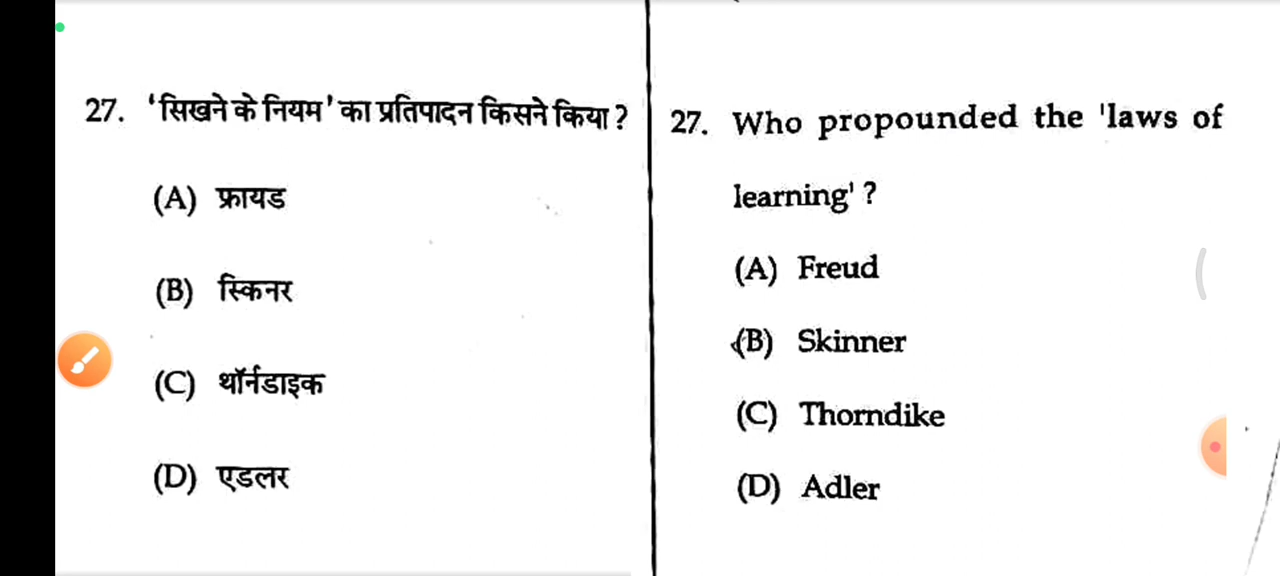 27. 'सिखने के नियम' का प्रतिपादन किसने किया ?
(A) फ्रायड
(B) स्किनर
(C) थॉर्नडाइक
(D) एडलर
27. Who propounded the 'laws of
learning' ?
(A) Freud
(B) Skinner
(C) Thorndike
(D) Adler